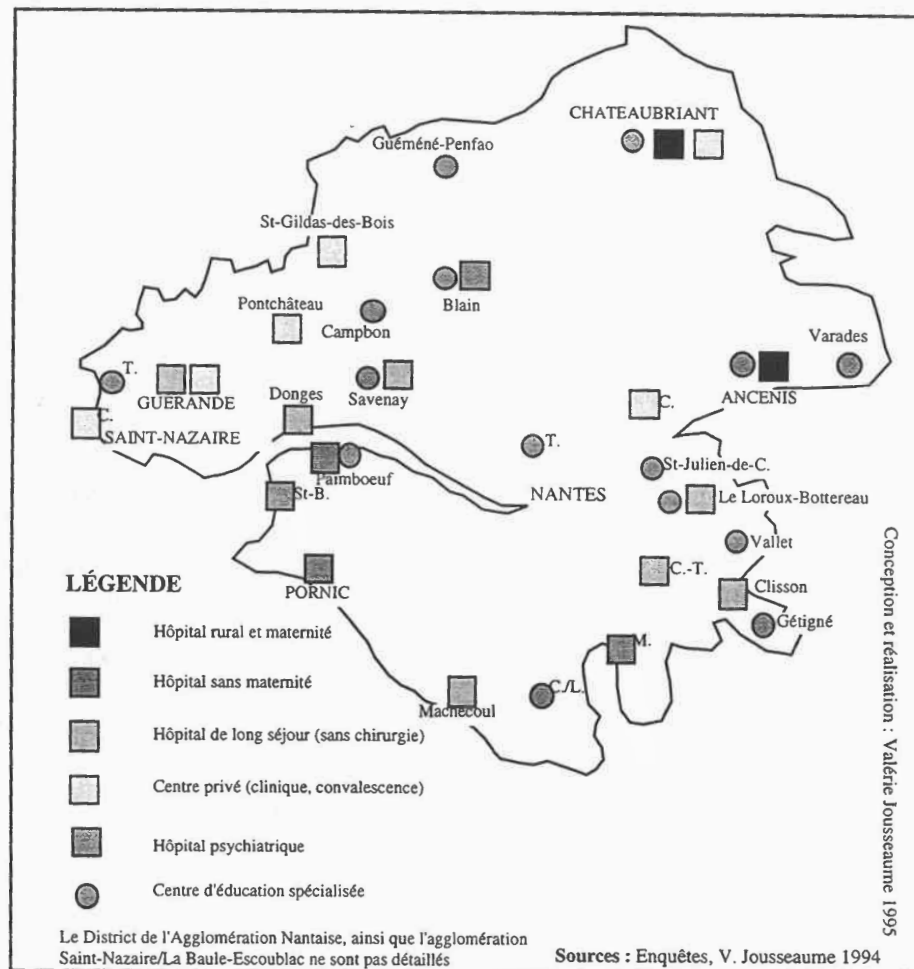 CHATEAUBRIANT
Guéméné-Penfao
St-Gildas-des-Bois
Blain
Pontchâteau
Campbon
Varades
T.
GUERANDE
Savenay
ANCENIS
Donges
C.
C.
SAINT-NAZAIRE
T.
St-Julien-de-C.
Paimboeuf
NANTES
Le Loroux-Bottereau
St-B.
Vallet
C.-T.
PORNIC
Clisson
Gétigné
M.
C./L.
Machecoul
LÉGENDE
Hôpital rural et maternité
Hôpital sans maternité
Hôpital de long séjour (sans chirurgie)
Centre privé (clinique, convalescence)
Hôpital psychiatrique
Centre d'éducation spécialisée
Le District de l'Agglomération Nantaise, ainsi que l'agglomération
Saint-Nazaire/La Baule-Escoublac ne sont pas détaillés
Sources : Enquêtes, V. Jousseaume 1994
Conception et réalisation : Valérie Jousseaume 1995